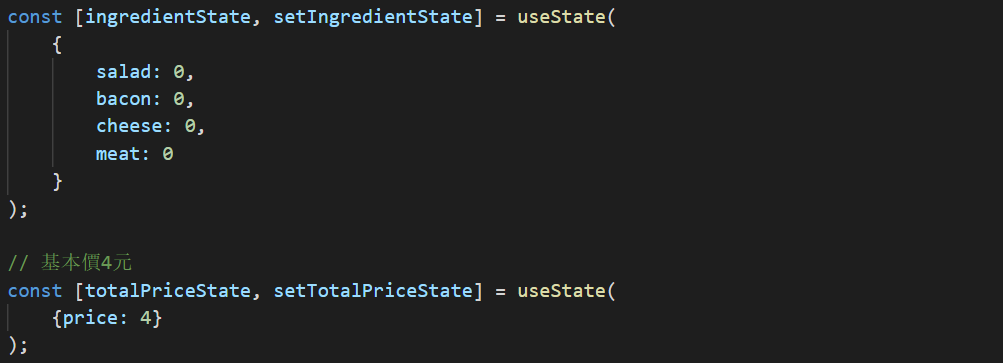 const [ingredientState, setIngredientState] = useState(
    {
        salad: 0,
        bacon: 0,
        cheese: 0,
        meat: 0
    }
);
// 基本價4元
const [totalPriceState, setTotalPriceState] = useState(
    {price: 4}
);